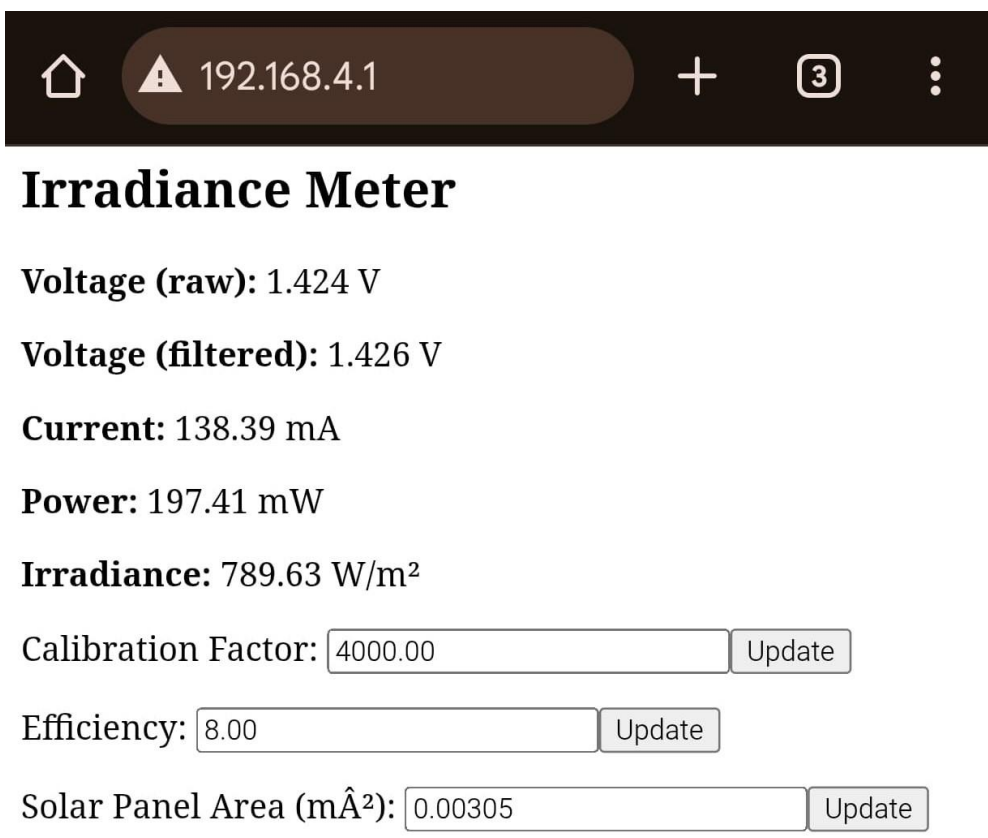 192.168.4.1
3
Irradiance Meter
Voltage (raw): 1.424 V
Voltage (filtered): 1.426 V
Current: 138.39 mA
Power: 197.41 mW
Irradiance: 789.63 W/m²
Calibration Factor: 4000.00 Update
Efficiency: 8.00 Update
Solar Panel Area (mÂ²): 0.00305 Update